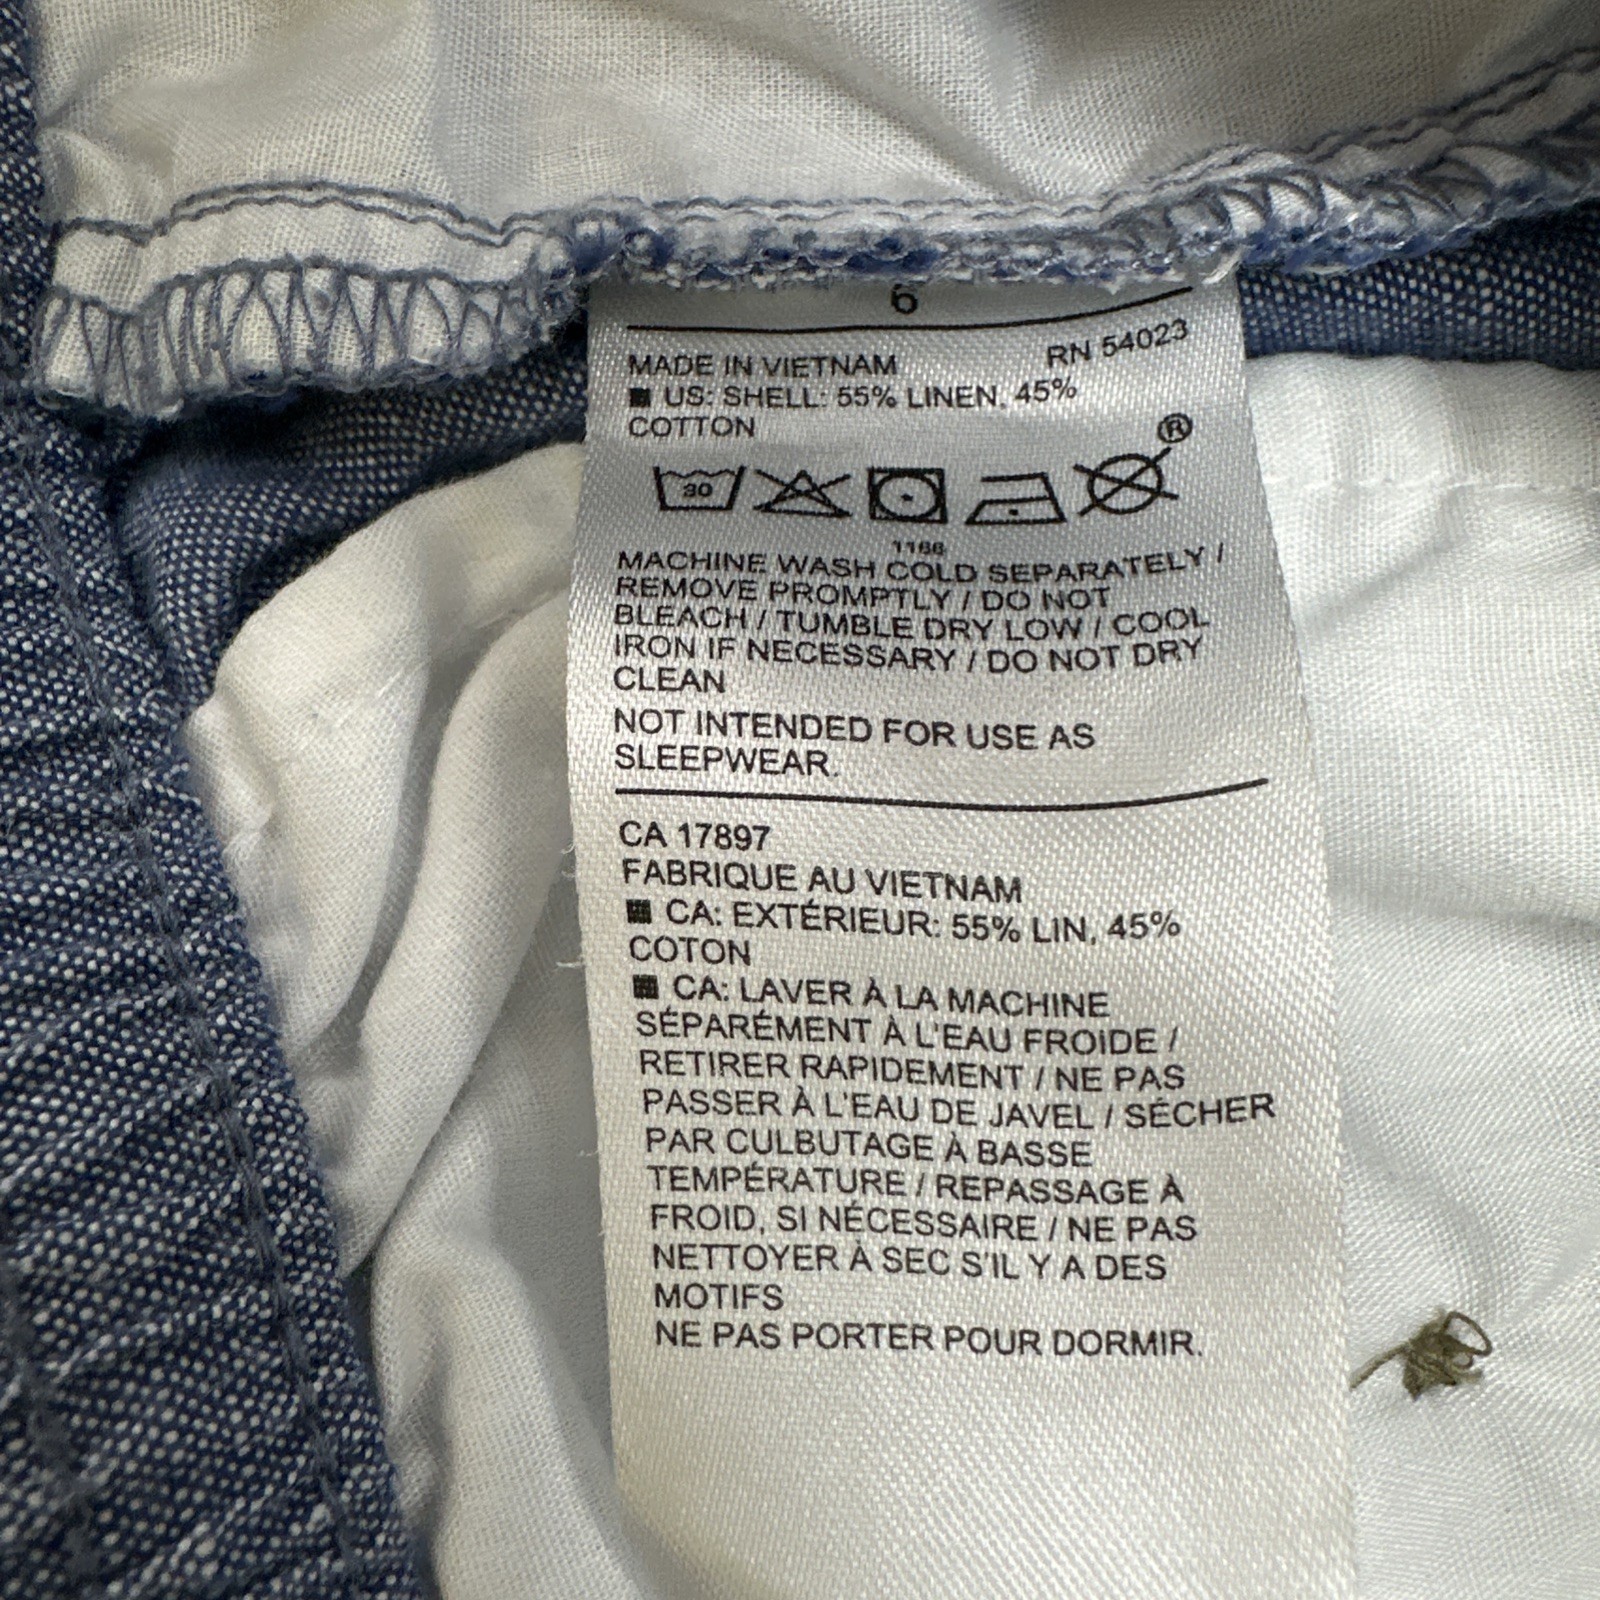 6
MADE IN VIETNAM RN 54023
US: SHELL: 55% LINEN, 45%
COTTON
®
30
1166
MACHINE WASH COLD SEPARATELY /
REMOVE PROMPTLY / DO NOT
BLEACH / TUMBLE DRY LOW / COOL
IRON IF NECESSARY / DO NOT DRY
CLEAN
NOT INTENDED FOR USE AS
SLEEPWEAR.
CA 17897
FABRIQUE AU VIETNAM
CA: EXTÉRIEUR: 55% LIN, 45%
COTON
CA: LAVER À LA MACHINE
SÉPARÉMENT À L'EAU FROIDE /
RETIRER RAPIDEMENT / NE PAS
PASSER À L'EAU DE JAVEL / SÉCHER
PAR CULBUTAGE À BASSE
TEMPÉRATURE / REPASSAGE À
FROID, SI NÉCESSAIRE / NE PAS
NETTOYER À SEC S'IL Y A DES
MOTIFS
NE PAS PORTER POUR DORMIR.